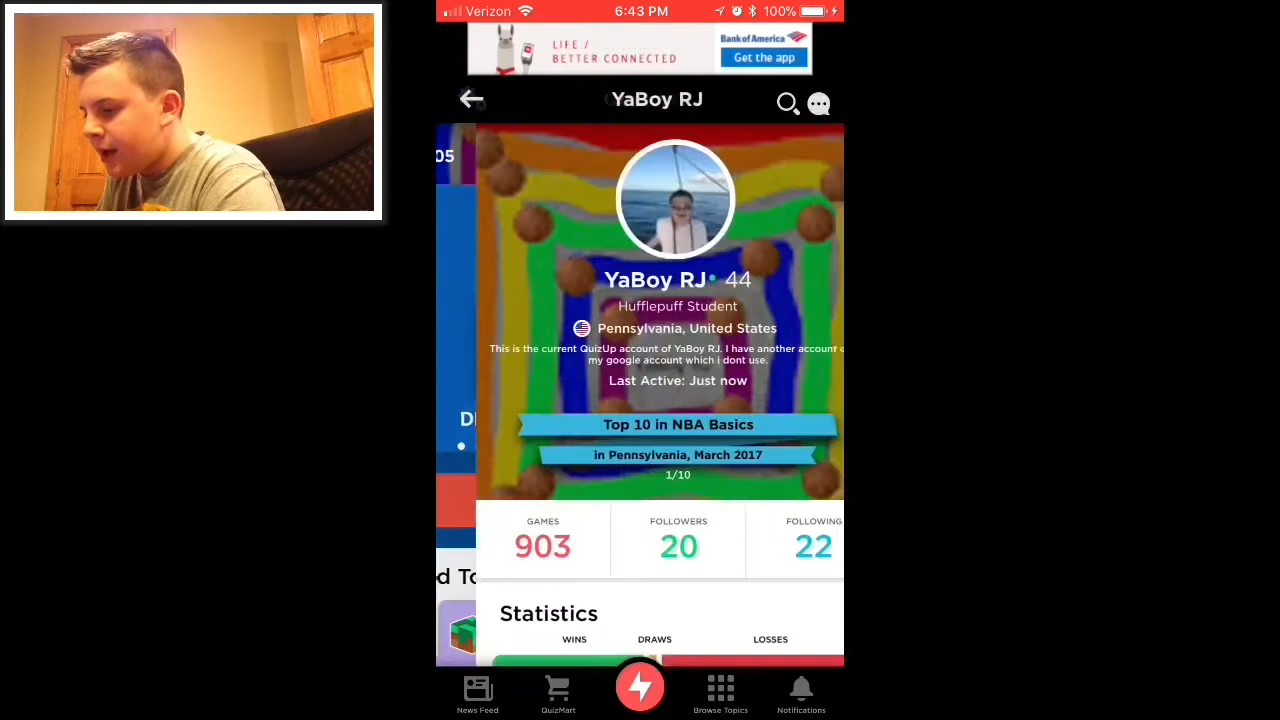 Verizon 6:43 PM 100%
LIFE /
BETTER CONNECTED
Bank of America
Get the app
YaBoy RJ
05
YaBoy RJ 44
Hufflepuff Student
Pennsylvania, United States
This is the current QuizUp account of YaBoy RJ. I have another account
my google account which i dont use.
Last Active: Just now
Top 10 in NBA Basics
in Pennsylvania, March 2017
1/10
GAMES FOLLOWERS FOLLOWING
903 20 22
d To
Statistics
WINS DRAWS LOSSES
News Feed QuizMart Browse Topics Notifications